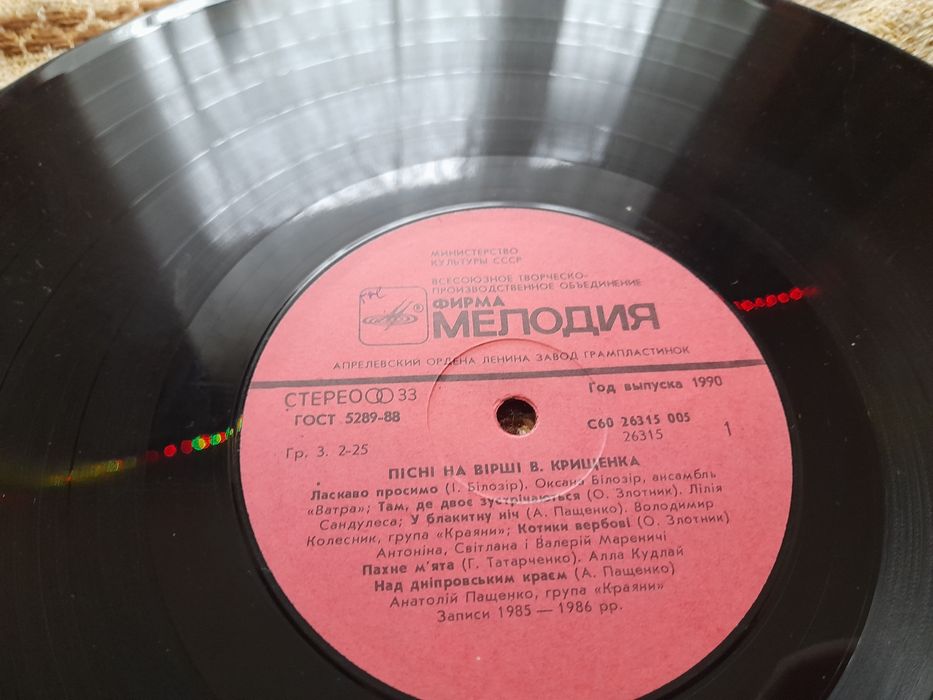 МИНИСТЕРСТВО
КУЛЬТУРЫ СССР
ВСЕСОЮЗНОЕ ТВОРЧЕСКО-
ПРОИЗВОДСТВЕННОЕ ОБЪЕДИНЕНИЕ
ФИРМА
®
МЕЛОДИЯ
АПРЕЛЕВСКИЙ ОРДЕНА ЛЕНИНА ЗАВОД ГРАМПЛАСТИНОК
СТЕРЕО 33
ГОСТ 5289-88
Гр. 3. 2-25
Год выпуска 1990
С60 26315 005
26315
1
ПІСНІ НА ВІРШІ В. КРИЩЕНКА
Ласкаво просимо (І. Білозір). Оксана Білозір, ансамбль
«Ватра»; Там, де двоє зустрічаються (О. Злотник). Лілія
Сандулеса; У блакитну ніч (А. Пащенко). Володимир
Колесник, група «Краяни»; Котики вербові (О. Злотник)
Антоніна, Світлана і Валерій Мареничі
Пахне м'ята (Г. Татарченко). Алла Кудлай
Над дніпровським краєм (А. Пащенко)
Анатолій Пащенко, група «Краяни»
Записи 1985 — 1986 рр.